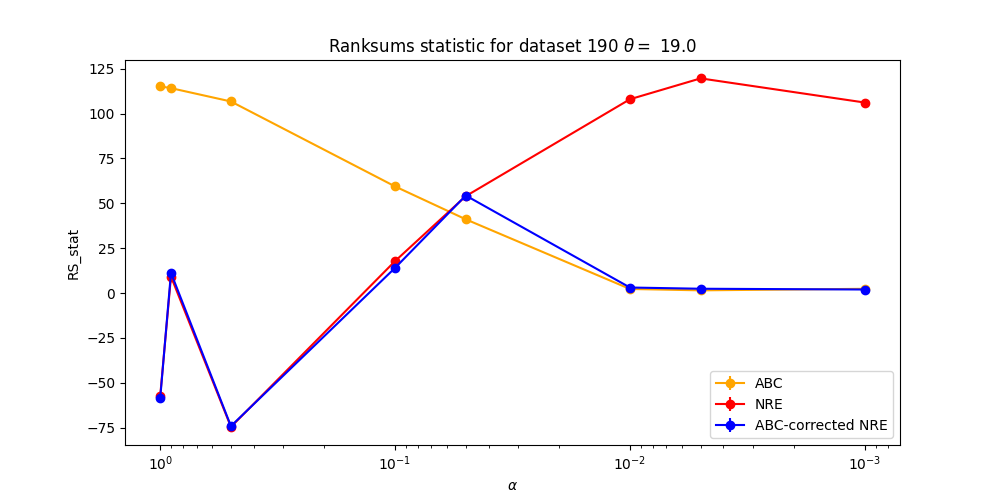 Ranksums statistic for dataset 190 θ = 19.0
RS_stat
125
100
75
50
25
0
−25
−50
−75
10⁰
10⁻¹
10⁻²
10⁻³
α
ABC
NRE
ABC-corrected NRE